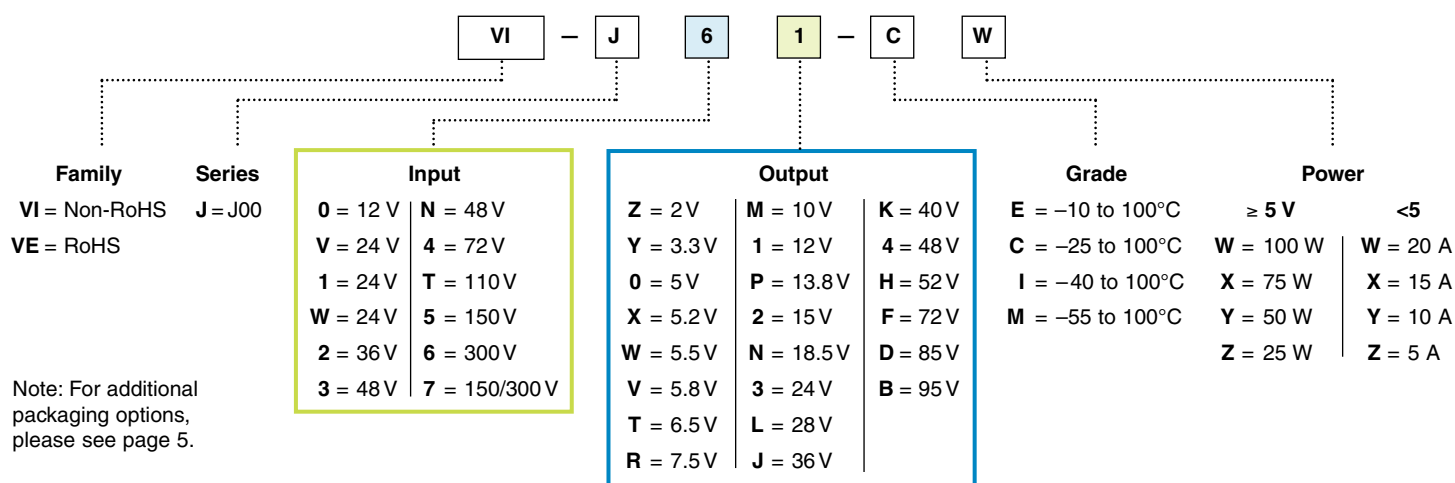 VI – J 6 1 – C W
Family
VI = Non-RoHS
VE = RoHS
Note: For additional
packaging options,
please see page 5.
Series
J = J00
Input
0 = 12 V N = 48 V
V = 24 V 4 = 72 V
1 = 24 V T = 110 V
W = 24 V 5 = 150 V
2 = 36 V 6 = 300 V
3 = 48 V 7 = 150/300 V
Output
Z = 2 V M = 10 V K = 40 V
Y = 3.3 V 1 = 12 V 4 = 48 V
0 = 5 V P = 13.8 V H = 52 V
X = 5.2 V 2 = 15 V F = 72 V
W = 5.5 V N = 18.5 V D = 85 V
V = 5.8 V 3 = 24 V B = 95 V
T = 6.5 V L = 28 V
R = 7.5 V J = 36 V
Grade
E = –10 to 100°C
C = –25 to 100°C
I = –40 to 100°C
M = –55 to 100°C
Power
≥ 5 V <5
W = 100 W W = 20 A
X = 75 W X = 15 A
Y = 50 W Y = 10 A
Z = 25 W Z = 5 A